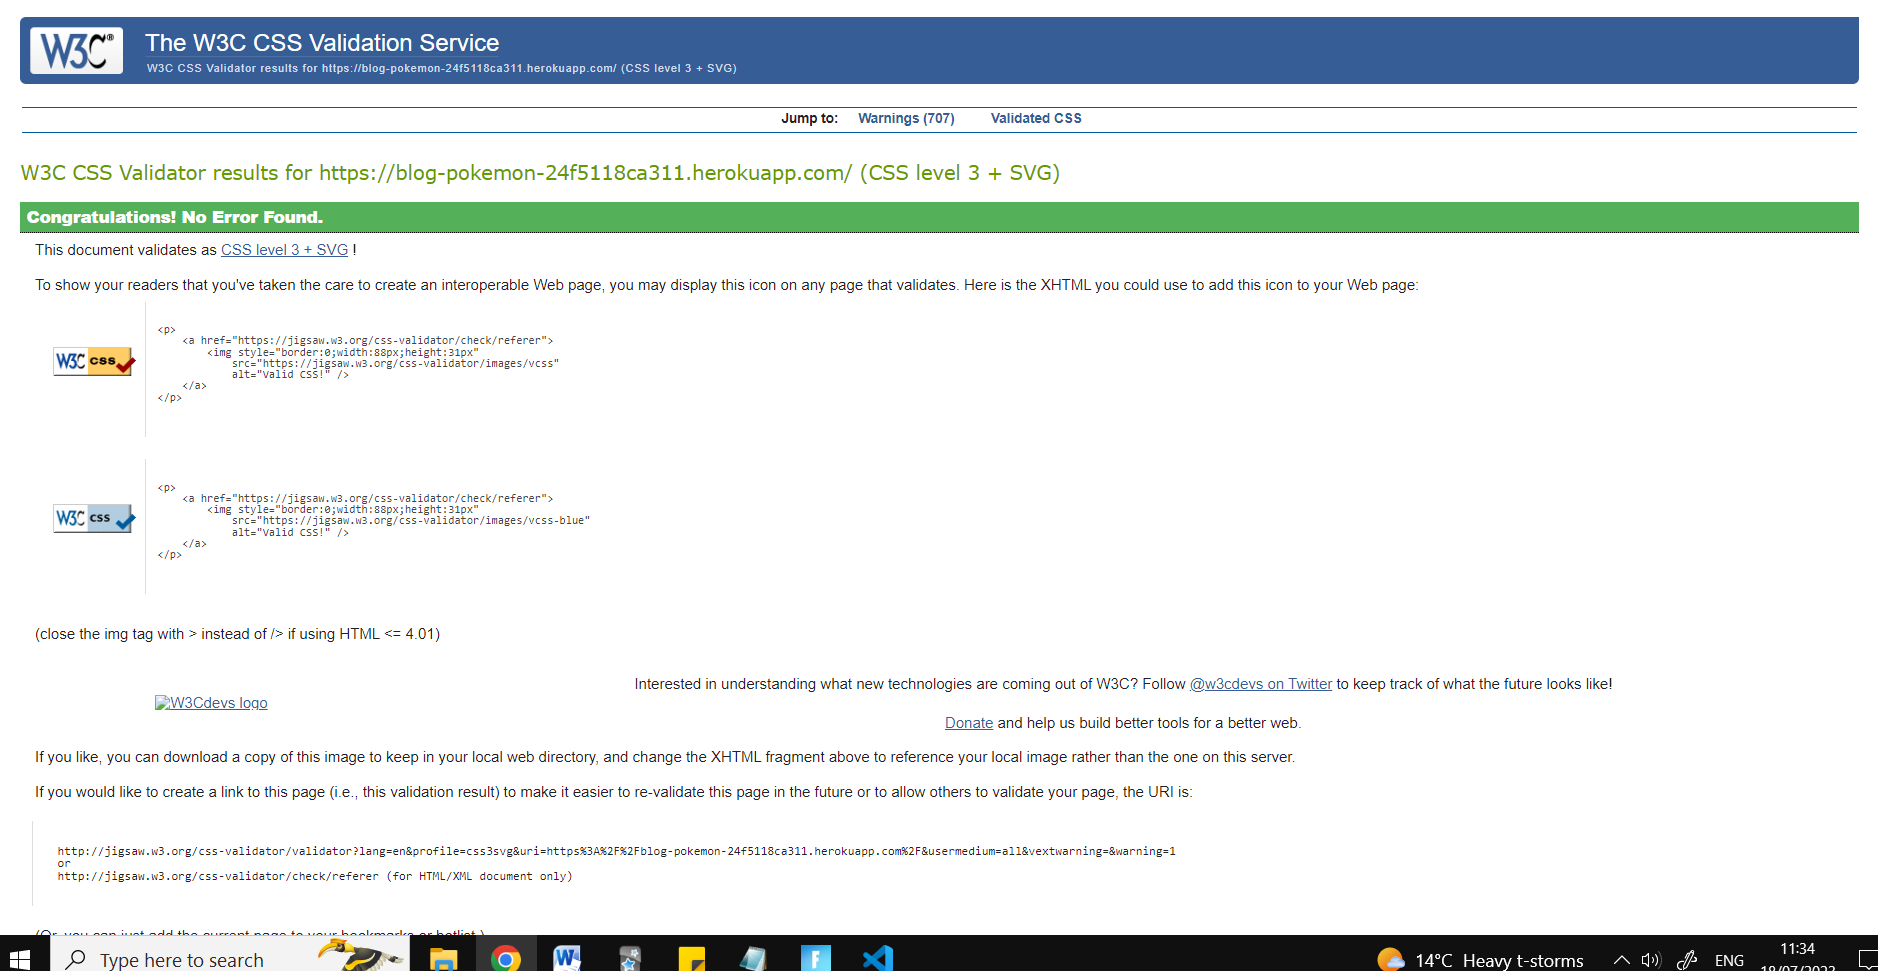 W3C®
The W3C CSS Validation Service
W3C CSS Validator results for https://blog-pokemon-24f5118ca311.herokuapp.com/ (CSS level 3 + SVG)
Jump to: Warnings (707) Validated CSS
W3C CSS Validator results for https://blog-pokemon-24f5118ca311.herokuapp.com/ (CSS level 3 + SVG)
Congratulations! No Error Found.
This document validates as CSS level 3 + SVG !
To show your readers that you've taken the care to create an interoperable Web page, you may display this icon on any page that validates. Here is the XHTML you could use to add this icon to your Web page:
W3C css
<p>
<a href="https://jigsaw.w3.org/css-validator/check/referer">
<img style="border:0;width:88px;height:31px"
src="https://jigsaw.w3.org/css-validator/images/vcss"
alt="Valid CSS!" />
</a>
</p>
W3C css
<p>
<a href="https://jigsaw.w3.org/css-validator/check/referer">
<img style="border:0;width:88px;height:31px"
src="https://jigsaw.w3.org/css-validator/images/vcss-blue"
alt="Valid CSS!" />
</a>
</p>
(close the img tag with > instead of /> if using HTML <= 4.01)
Interested in understanding what new technologies are coming out of W3C? Follow @w3cdevs on Twitter to keep track of what the future looks like!
W3Cdevs logo
Donate and help us build better tools for a better web.
If you like, you can download a copy of this image to keep in your local web directory, and change the XHTML fragment above to reference your local image rather than the one on this server.
If you would like to create a link to this page (i.e., this validation result) to make it easier to re-validate this page in the future or to allow others to validate your page, the URI is:
http://jigsaw.w3.org/css-validator/validator?lang=en&profile=css3svg&uri=https%3A%2F%2Fblog-pokemon-24f5118ca311.herokuapp.com%2F&usermedium=all&vextwarning=&warning=1
or
http://jigsaw.w3.org/css-validator/check/referer (for HTML/XML document only)
(Or, you can just add the current page to your bookmarks or hotlist.)
Type here to search
W
F
14°C Heavy t-storms
ENG
11:34
18/07/2023